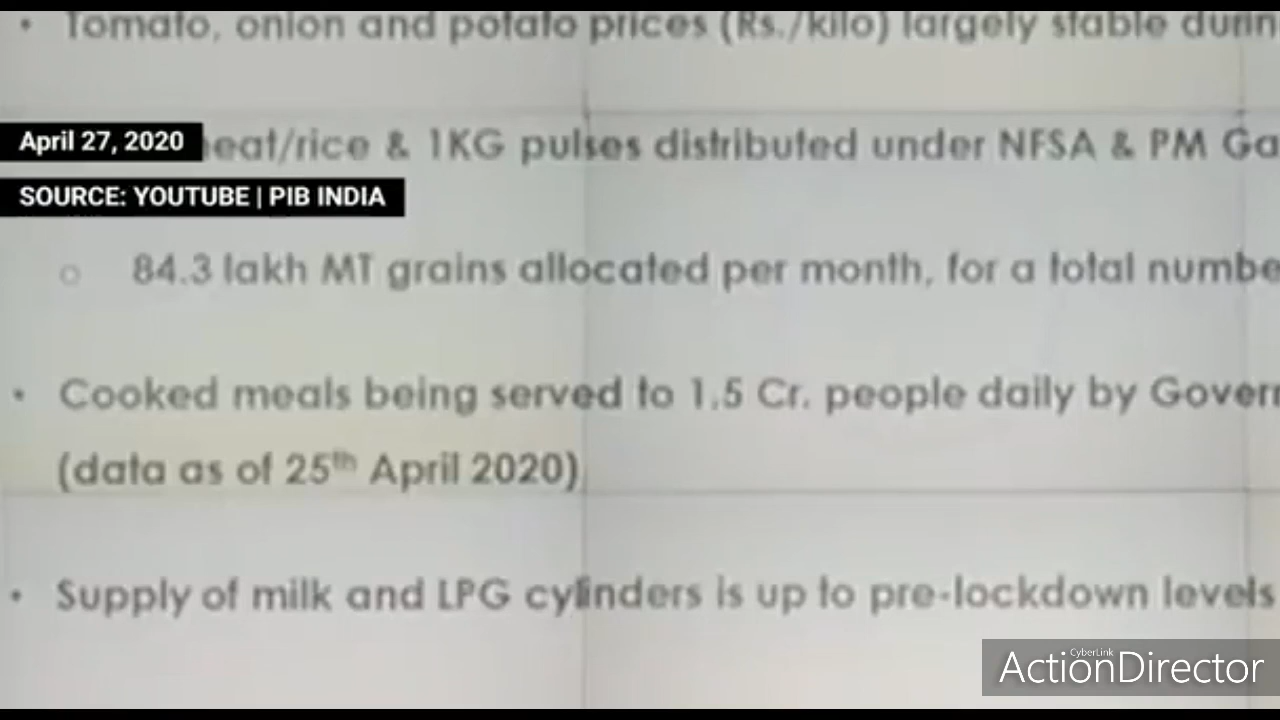 • Tomato, onion and potato prices (Rs./kilo) largely stable
April 27, 2020
& 1KG pulses distributed under NFSA & PM
SOURCE: YOUTUBE | PIB INDIA
○ 84.3 lakh MT grains allocated per month, for a total
• Cooked meals being served to 1.5 Cr. people daily by
(data as of 25th April 2020)
• Supply of milk and LPG cylinders is up to pre-lockdown levels
CyberLink
ActionDirector